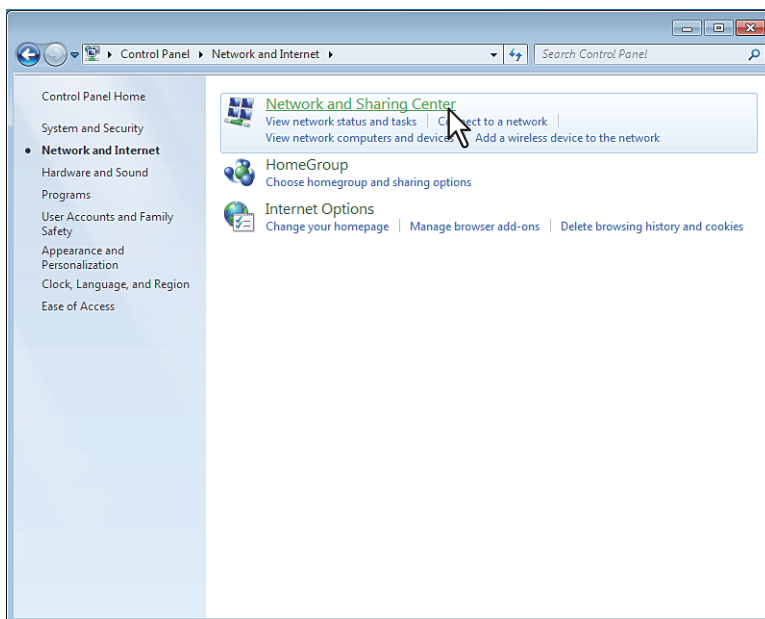 Control Panel Network and Internet Search Control Panel
Control Panel Home
System and Security
Network and Internet
Hardware and Sound
Programs
User Accounts and Family
Safety
Appearance and
Personalization
Clock, Language, and Region
Ease of Access
Network and Sharing Center
View network status and tasks to a network
View network computers and devices Add a wireless device to the network
HomeGroup
Choose homegroup and sharing options
Internet Options
Change your homepage Manage browser add-ons Delete browsing history and cookies